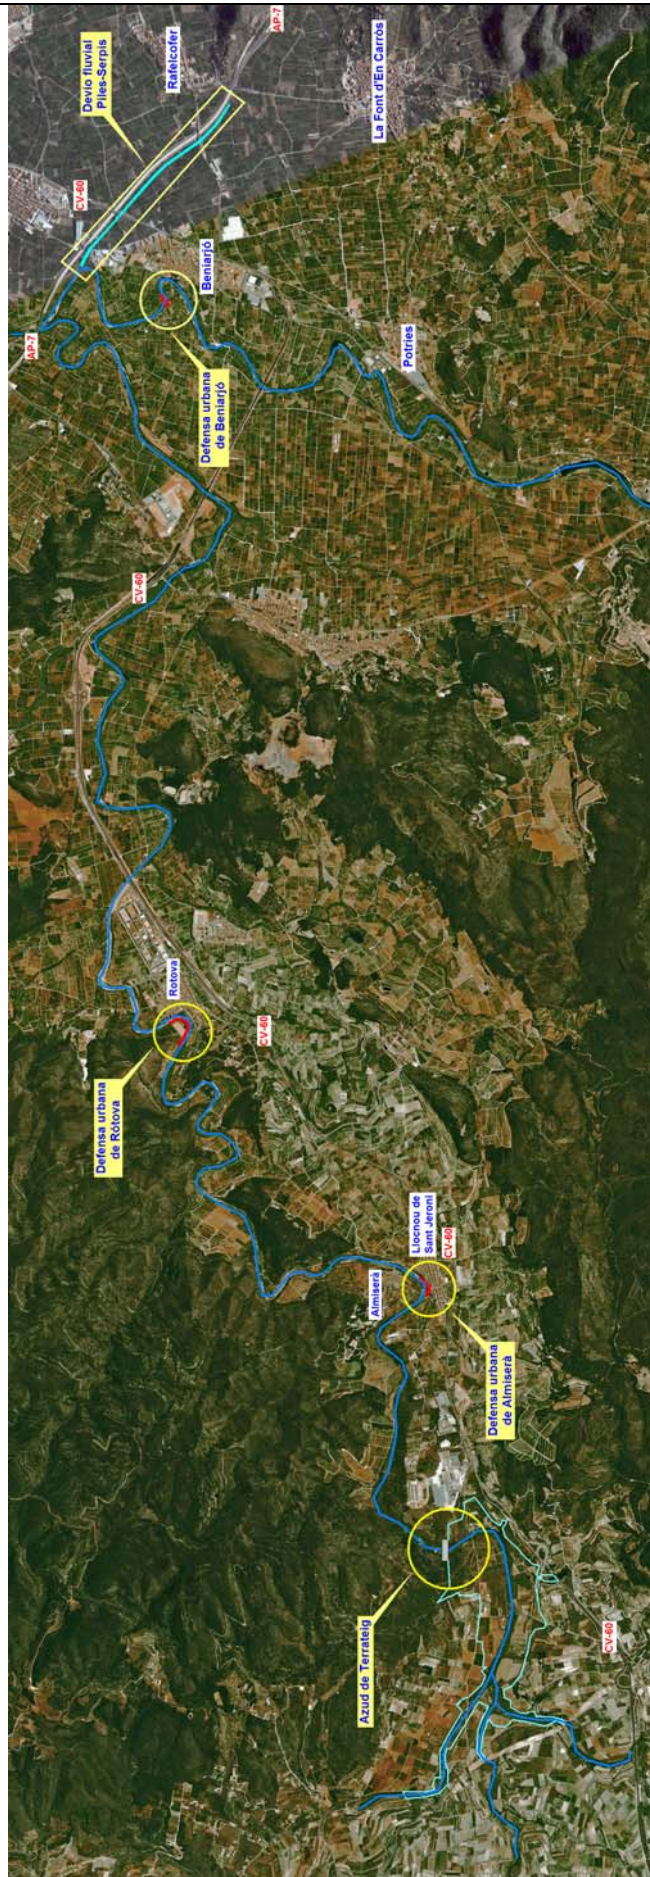 AP-7
Devio fluvial
Piles-Serpis
Rafelcofer
La Font d'En Carròs
CV-60
AP-7
Beniarjó
Defensa urbana
de Beniarjó
Potries
CV-60
Rotova
Defensa urbana
de Rótova
CV-60
Llocnou de
Sant Jeroni
CV-60
Almiserà
Defensa urbana
de Almiserà
Azud de Terrateig
CV-60